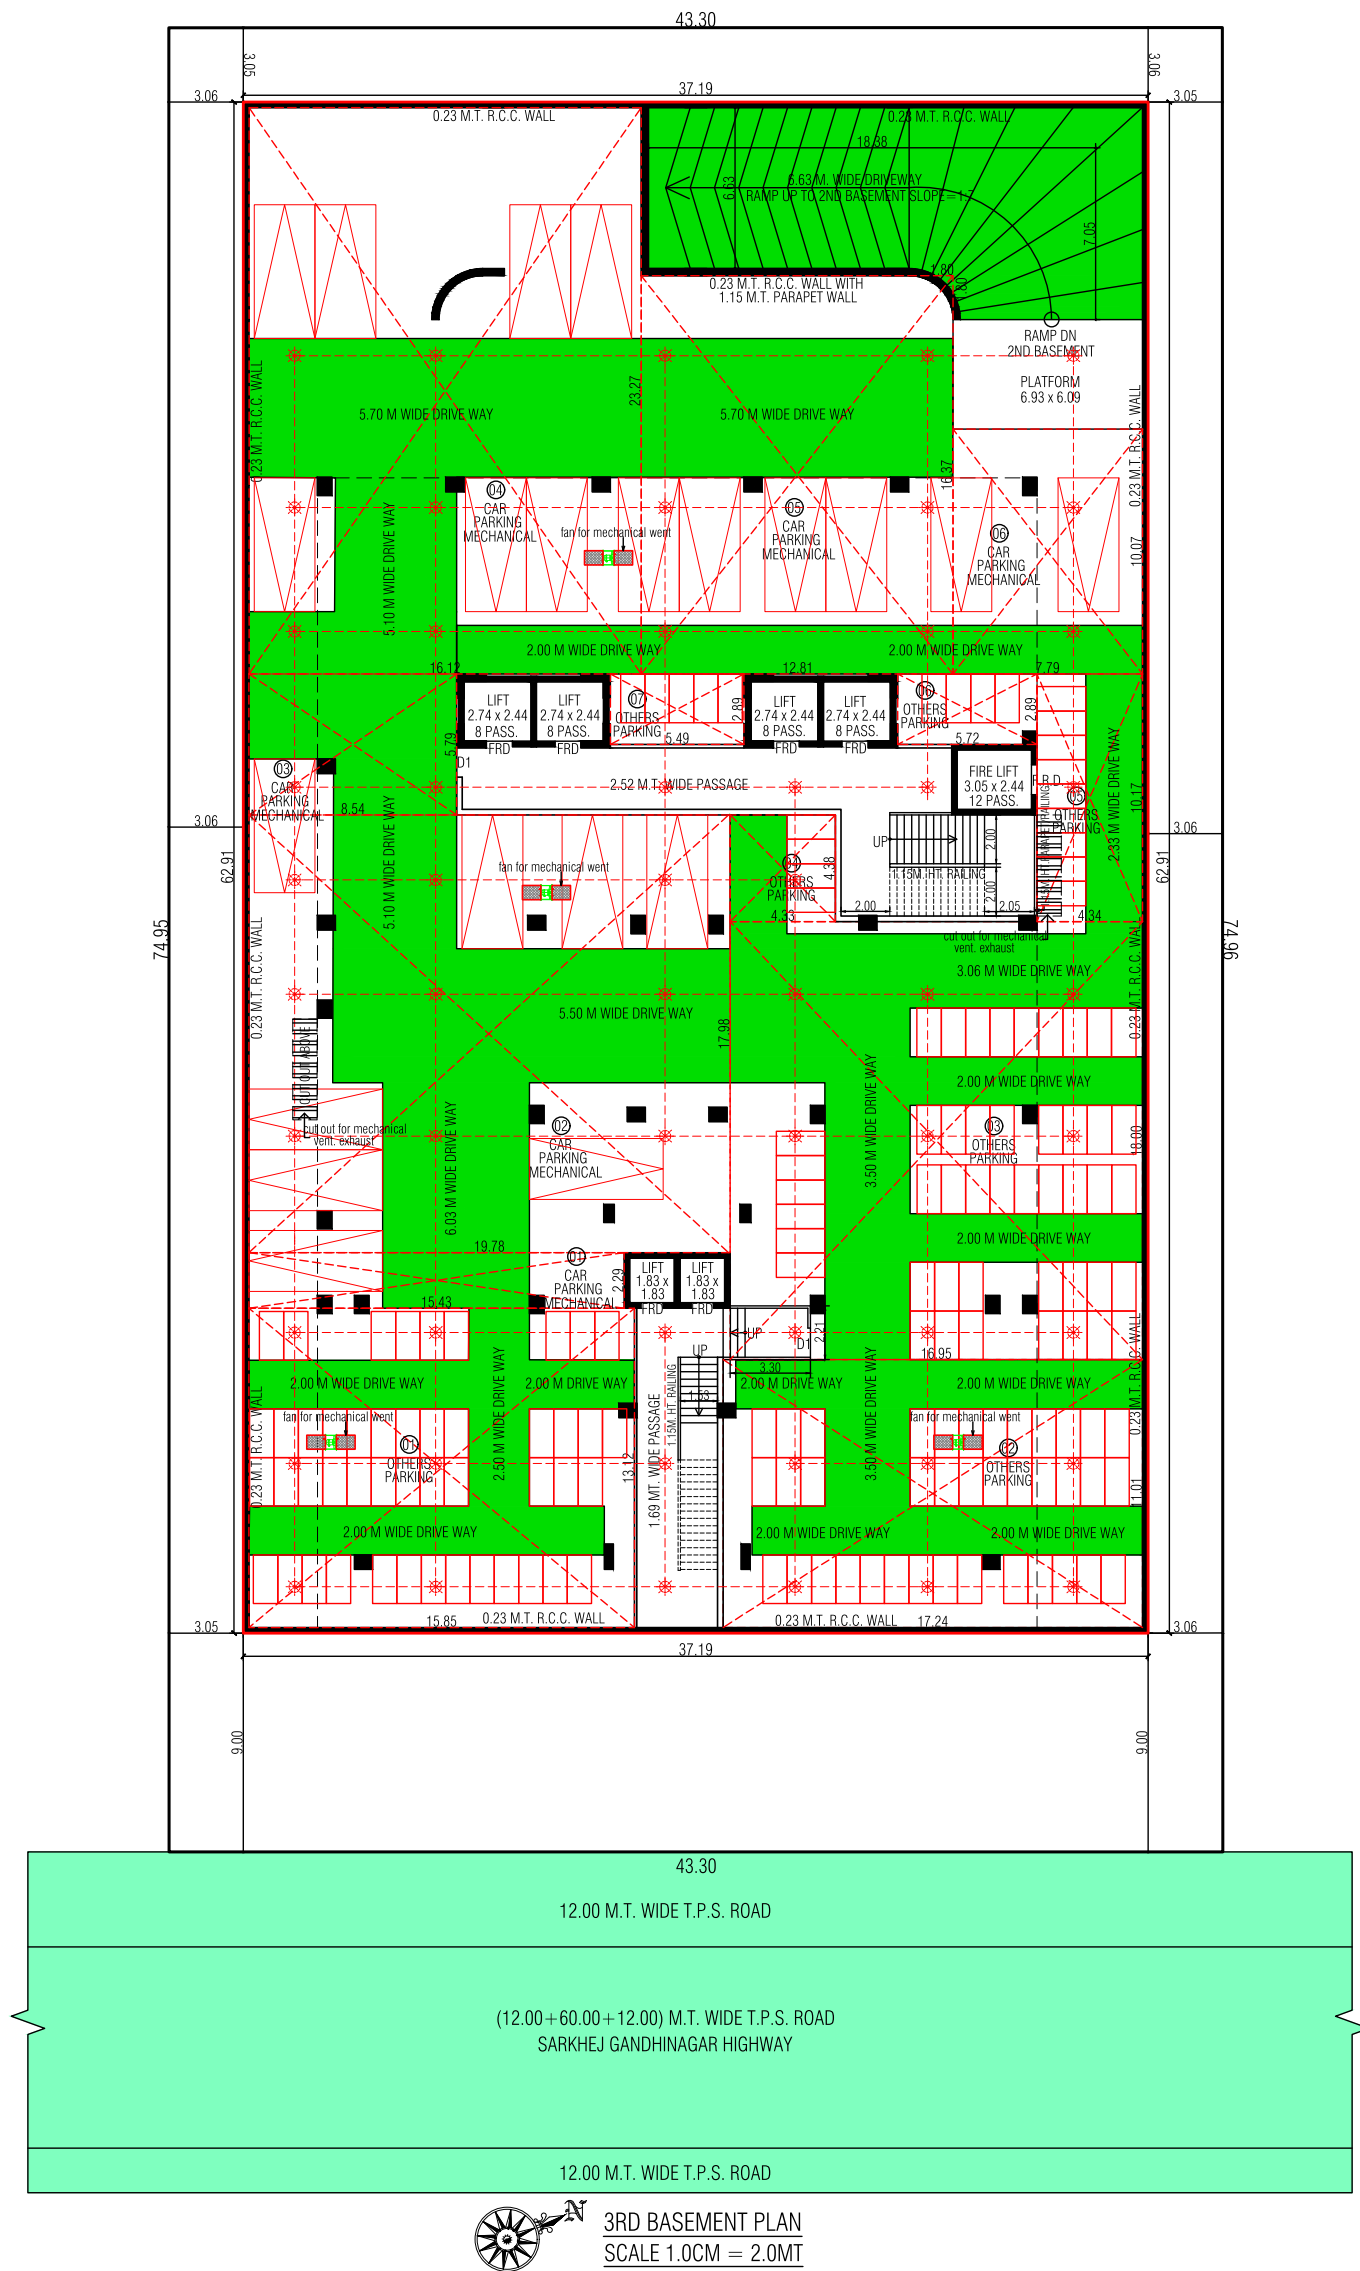 43.30
3.05
3.06
3.06
37.19
3.05
0.23 M.T. R.C.C. WALL
0.23 M.T. R.C.C. WALL
18.38
6.63
6.63 M. WIDE DRIVEWAY
RAMP UP TO 2ND BASEMENT SLOPE=1:7
7.05
1.80
1.80
0.23 M.T. R.C.C. WALL WITH
1.15 M.T. PARAPET WALL
RAMP DN
2ND BASEMENT
PLATFORM
6.93 x 6.09
0.23 M.T. R.C.C. WALL
23.27
0.23 M.T. R.C.C. WALL
5.70 M WIDE DRIVE WAY
5.70 M WIDE DRIVE WAY
16.37
04
CAR
PARKING
MECHANICAL
fan for mechanical went
05
CAR
PARKING
MECHANICAL
06
CAR
PARKING
MECHANICAL
10.07
5.10 M WIDE DRIVE WAY
2.00 M WIDE DRIVE WAY
2.00 M WIDE DRIVE WAY
16.12
12.81
7.79
LIFT
2.74 x 2.44
8 PASS.
FRD
LIFT
2.74 x 2.44
8 PASS.
FRD
07
OTHERS
PARKING
5.49
2.89
LIFT
2.74 x 2.44
8 PASS.
FRD
LIFT
2.74 x 2.44
8 PASS.
FRD
06
OTHERS
PARKING
5.72
2.89
5.79
D1
2.52 M.T. WIDE PASSAGE
FIRE LIFT
3.05 x 2.44
12 PASS.
F.R.D.
2.33 M WIDE DRIVE WAY
10.17
03
CAR
PARKING
MECHANICAL
8.54
05
OTHERS
PARKING
3.06
62.91
5.10 M WIDE DRIVE WAY
fan for mechanical went
04
OTHERS
PARKING
4.38
4.33
UP
2.00
1.15M. HT. RAILING
2.00
2.00
2.05
4.34
3.06
62.91
cut out for mechanical
vent. exhaust
74.95
74.96
0.23 M.T. R.C.C. WALL
0.23 M.T. R.C.C. WALL
3.06 M WIDE DRIVE WAY
5.50 M WIDE DRIVE WAY
17.98
CUT OUT ABOVE
cut out for mechanical
vent. exhaust
2.00 M WIDE DRIVE WAY
3.50 M WIDE DRIVE WAY
6.03 M WIDE DRIVE WAY
02
CAR
PARKING
MECHANICAL
03
OTHERS
PARKING
18.00
2.00 M WIDE DRIVE WAY
19.78
01
CAR
PARKING
MECHANICAL
2.29
LIFT
1.83 x
1.83
FRD
LIFT
1.83 x
1.83
FRD
15.43
UP
D1
2.21
UP
3.30
16.95
0.23 M.T. R.C.C. WALL
2.00 M WIDE DRIVE WAY
2.00 M DRIVE WAY
2.00 M DRIVE WAY
2.00 M WIDE DRIVE WAY
1.53
1.15M. HT. RAILING
1.69 MT. WIDE PASSAGE
2.50 M WIDE DRIVE WAY
3.50 M WIDE DRIVE WAY
0.23 M.T. R.C.C. WALL
fan for mechanical went
01
OTHERS
PARKING
13.12
fan for mechanical went
02
OTHERS
PARKING
11.01
2.00 M WIDE DRIVE WAY
2.00 M WIDE DRIVE WAY
2.00 M WIDE DRIVE WAY
15.85
0.23 M.T. R.C.C. WALL
0.23 M.T. R.C.C. WALL
17.24
3.05
3.06
37.19
9.00
9.00
43.30
12.00 M.T. WIDE T.P.S. ROAD
(12.00+60.00+12.00) M.T. WIDE T.P.S. ROAD
SARKHEJ GANDHINAGAR HIGHWAY
12.00 M.T. WIDE T.P.S. ROAD
N
3RD BASEMENT PLAN
SCALE 1.0CM = 2.0MT